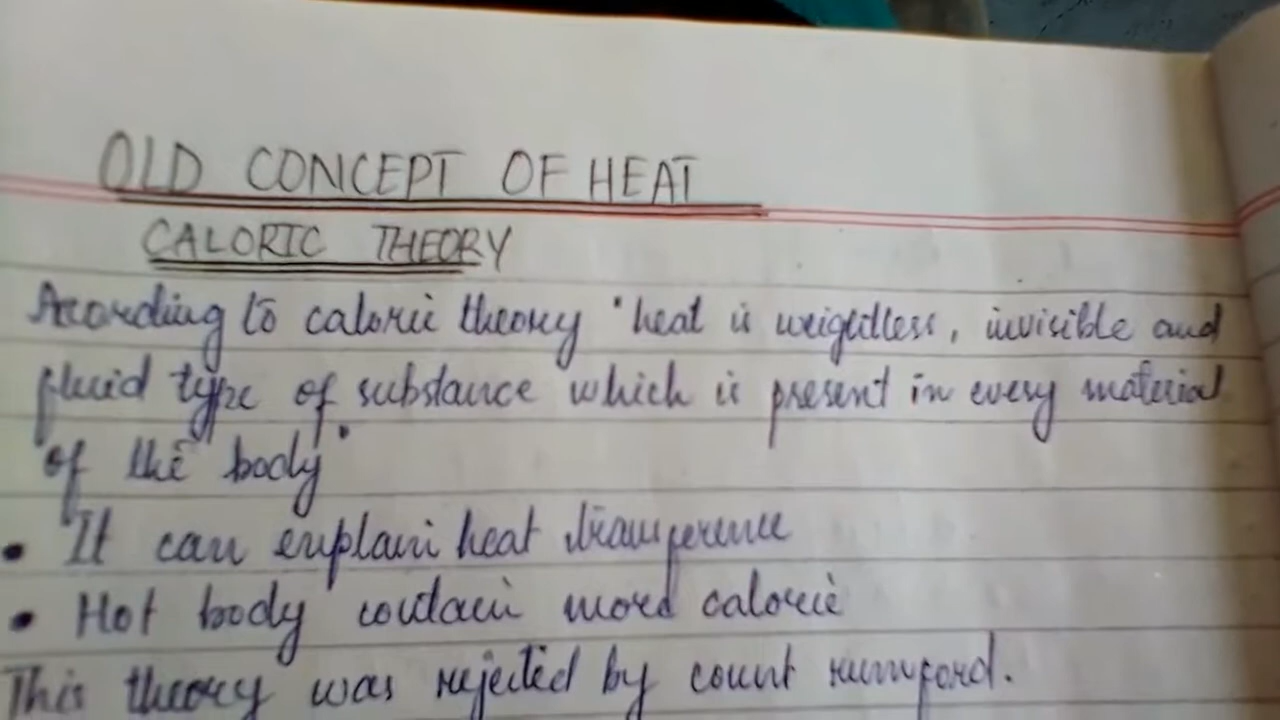 OLD CONCEPT OF HEAT
CALORIC THEORY
According to caloric theory "heat is weightless, invisible and
fluid type of substance which is present in every material
of the body"
• It can explain heat transference
• Hot body contain more caloric
This theory was rejected by count rumford.